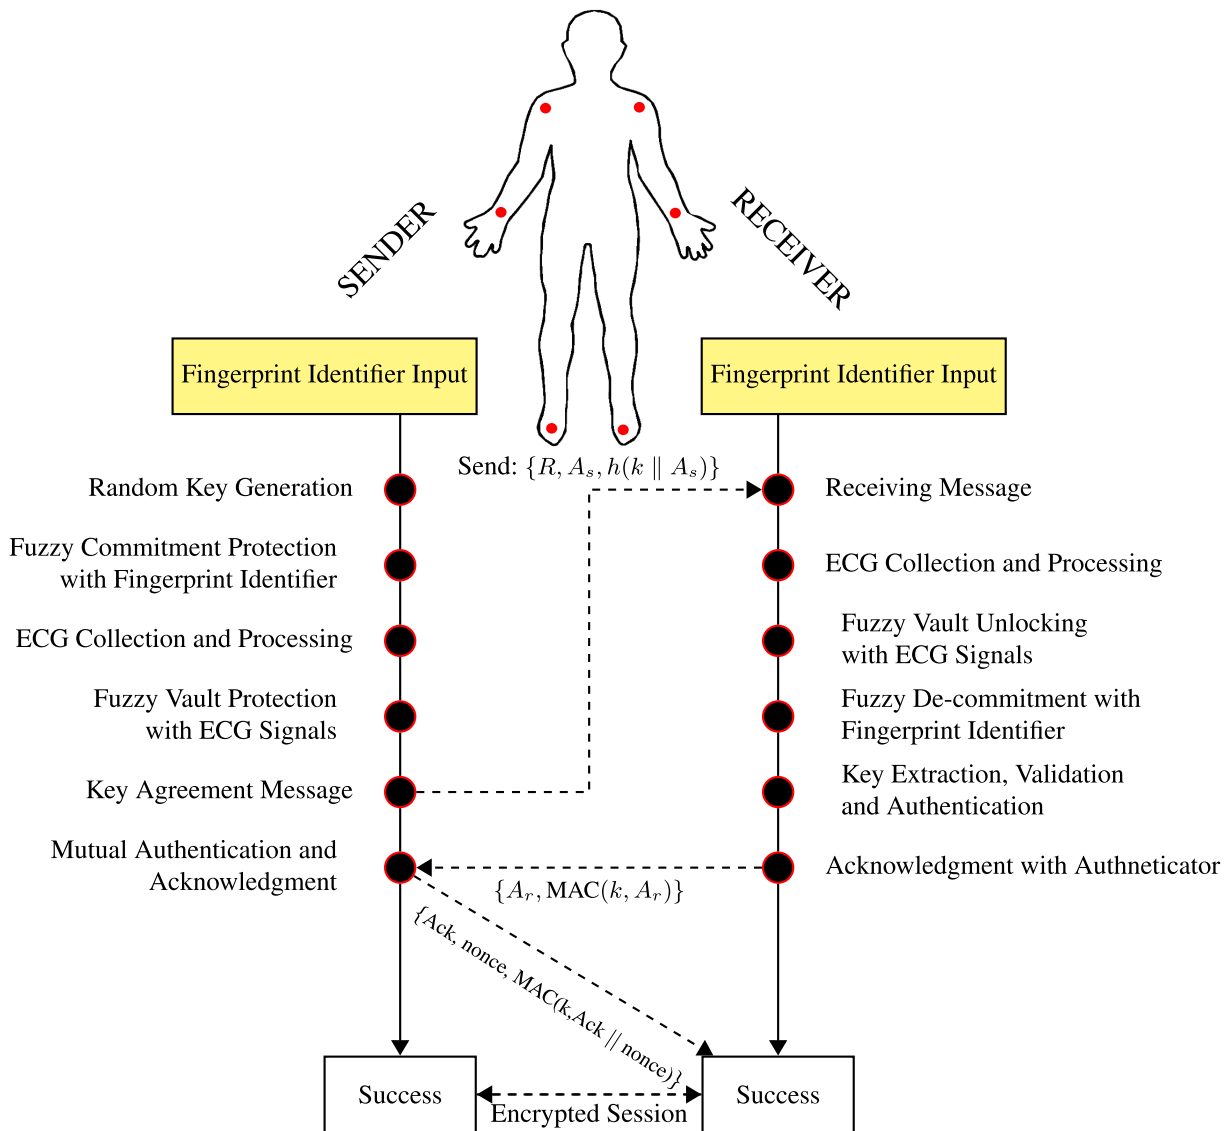 SENDER
RECEIVER
Fingerprint Identifier Input
Fingerprint Identifier Input
Send: {R, A_s, h(k ∥ A_s)}
Random Key Generation
Receiving Message
Fuzzy Commitment Protection
with Fingerprint Identifier
ECG Collection and Processing
ECG Collection and Processing
Fuzzy Vault Unlocking
with ECG Signals
Fuzzy Vault Protection
with ECG Signals
Fuzzy De-commitment with
Fingerprint Identifier
Key Agreement Message
Key Extraction, Validation
and Authentication
Mutual Authentication and
Acknowledgment
Acknowledgment with Authneticator
{A_r, MAC(k, A_r)}
{Ack, nonce, MAC(k,Ack || nonce)}
Success
Success
Encrypted Session